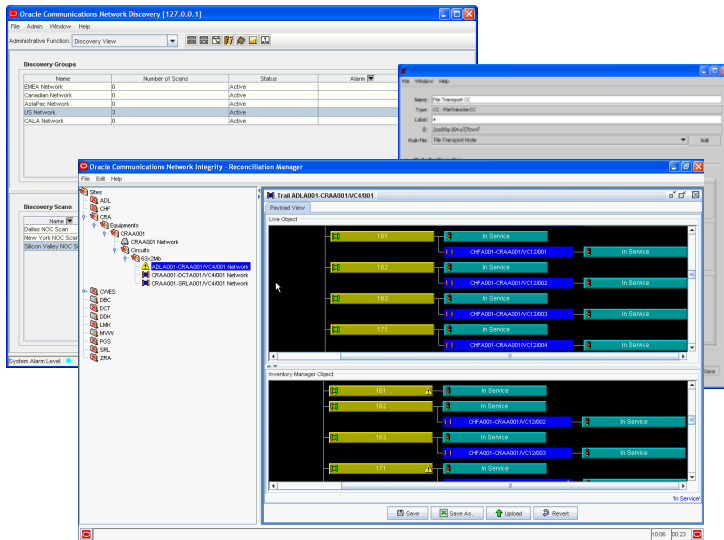 Oracle Communications Network Discovery [127.0.0.1]
File Admin Window Help
Administrative Function: Discovery View
Discovery Groups
Name Number of Scans Status Alarm
EMEA Network 0 Active
Canadian Network 0 Active
AsiaPac Network 0 Active
US Network 3 Active
CALA Network 0 Active
Discovery Scans
Name
Dallas NOC Scan
New York NOC Scan
Silicon Valley NOC S
System Alarm Level:
File Window Help
Name: File Transport CC
Type:
Label:
ID:
Rule File: File Transport Mode Edit
Save
Oracle Communications Network Integrity - Reconciliation Manager
File Edit Help
Sites
ADL
CHF
CRA
Equipments
CRAA001
CRAA001 Network
Circuits
63x2Mb
ADLA001-CRAA001/VC4/001 Network
CRAA001-DCTA001/VC4/001 Network
CRAA001-SRLA001/VC4/001 Network
CWES
DBC
DCT
DDK
LMK
MVW
PGS
SRL
ZRA
Trail ADLA001-CRAA001/VC4/001
Payload View
Live Object
161 In Service
CHFA001-CRAA001/VC12/001 In Service
162 In Service
CHFA001-CRAA001/VC12/002 In Service
163 In Service
CHFA001-CRAA001/VC12/003 In Service
171 In Service
CHFA001-CRAA001/VC12/004 In Service
Inventory Manager Object
161 In Service
162 In Service
CHFA001-CRAA001/VC12/002 In Service
163 In Service
CHFA001-CRAA001/VC12/003 In Service
171 In Service
'In Service'
Save Save As.. Upload Revert
10:06 00:23